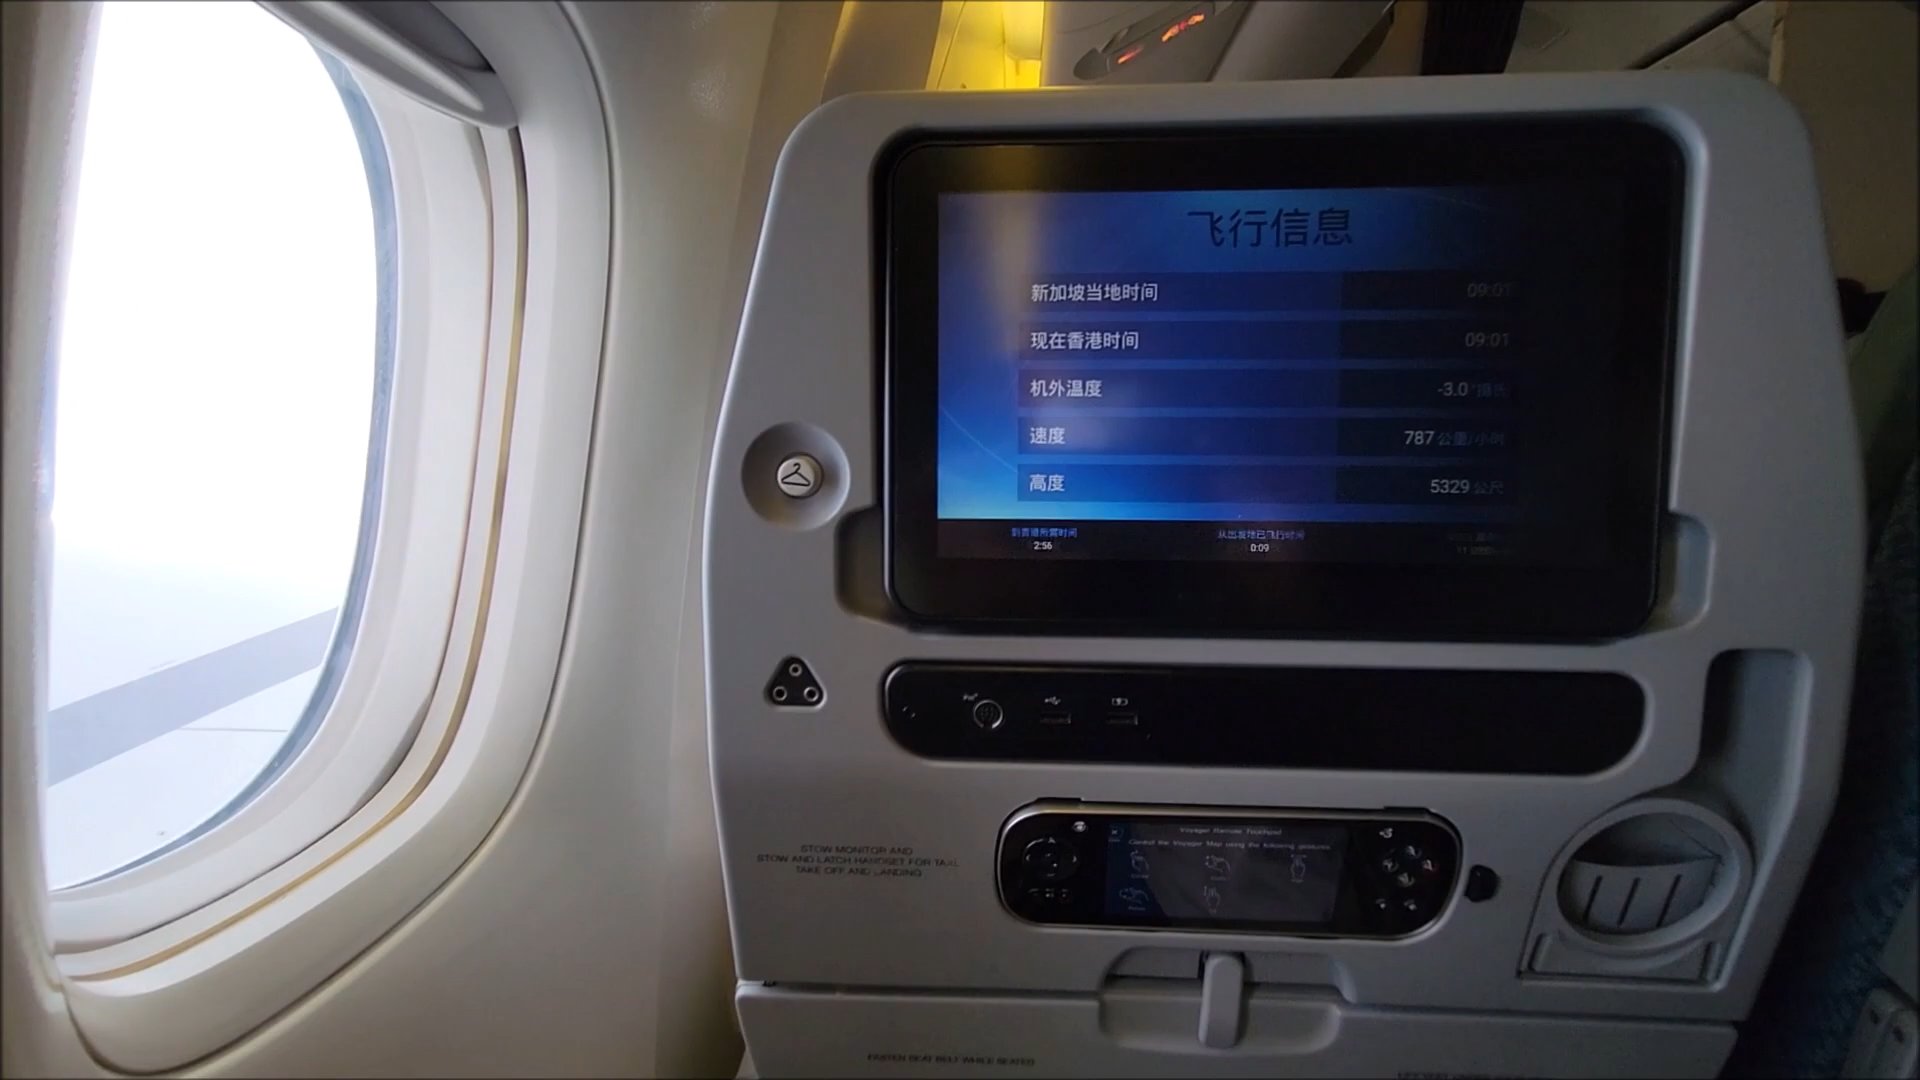 飞行信息
新加坡当地时间 09:01
现在香港时间 09:01
机外温度 -3.0 °摄氏
速度 787 公里/小时
高度 5329 公尺
到香港所需时间 从出发地已飞行时间
2:56 0:09
STOW MONITOR AND
STOW AND LATCH HANDSET FOR TAXI,
TAKE OFF AND LANDING
Voyager Remote Touchpad
Control the Voyager Map using the following gestures
FASTEN SEAT BELT WHILE SEATED